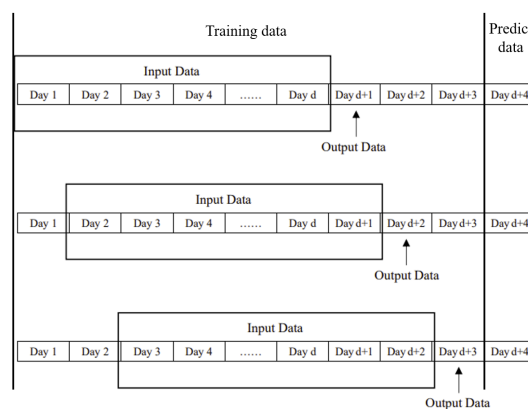 Training data
Predic
data
Input Data
Day 1 Day 2 Day 3 Day 4 ...... Day d Day d+1 Day d+2 Day d+3 Day d+4
Output Data
Input Data
Day 1 Day 2 Day 3 Day 4 ...... Day d Day d+1 Day d+2 Day d+3 Day d+4
Output Data
Input Data
Day 1 Day 2 Day 3 Day 4 ...... Day d Day d+1 Day d+2 Day d+3 Day d+4
Output Data